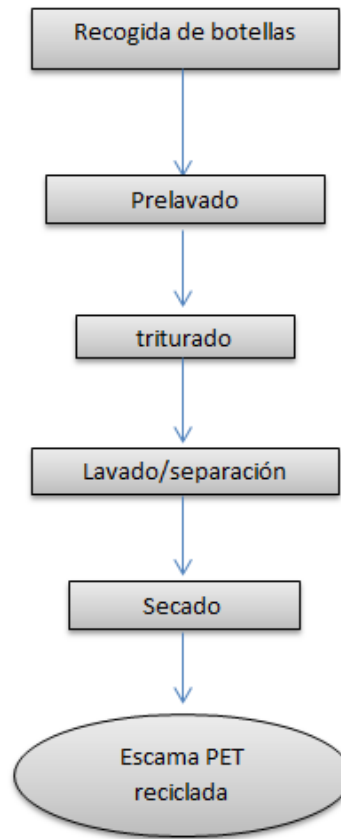 Recogida de botellas
Prelavado
triturado
Lavado/separación
Secado
Escama PET
reciclada